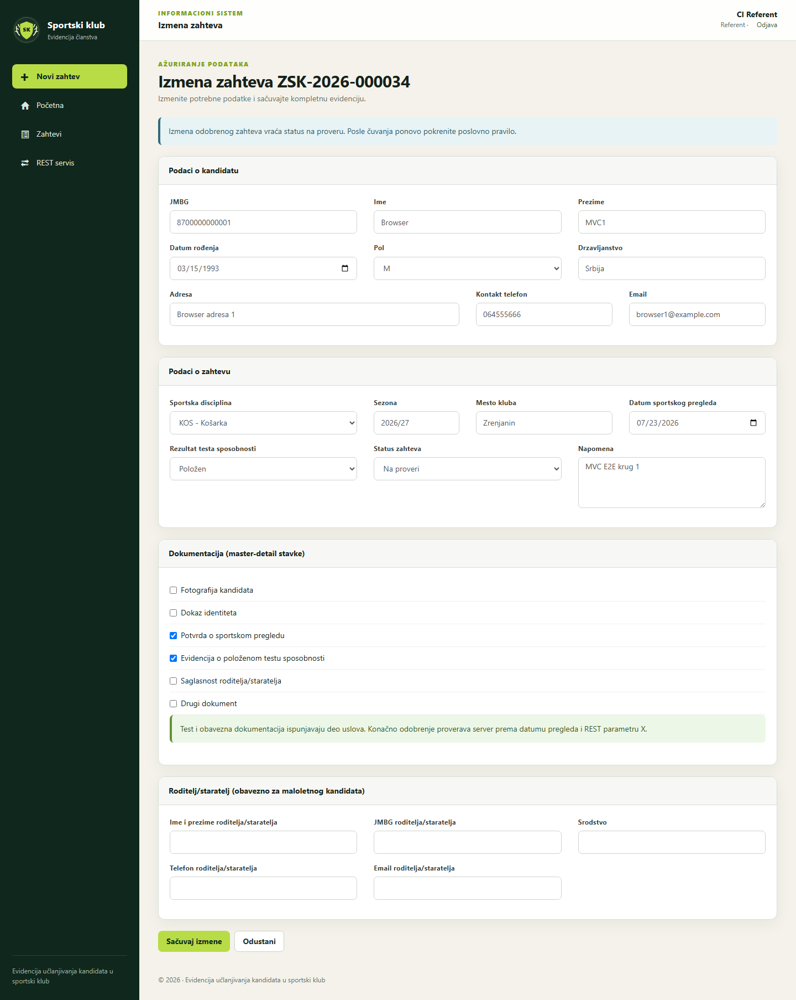 SK
Sportski klub
Evidencija članstva
Novi zahtev
Početna
Zahtevi
REST servis
Evidencija učlanjivanja kandidata u
sportski klub
INFORMACIONI SISTEM
Izmena zahteva
CI Referent
Referent · Odjava
AŽURIRANJE PODATAKA
Izmena zahteva ZSK-2026-000034
Izmenite potrebne podatke i sačuvajte kompletnu evidenciju.
Izmena odobrenog zahteva vraća status na proveru. Posle čuvanja ponovo pokrenite poslovno pravilo.
Podaci o kandidatu
JMBG Ime Prezime
8700000000001 Browser MVC1
Datum rođenja Pol Drzavljanstvo
03/15/1993 M Srbija
Adresa Kontakt telefon Email
Browser adresa 1 064555666 browser1@example.com
Podaci o zahtevu
Sportska disciplina Sezona Mesto kluba Datum sportskog pregleda
KOS - Košarka 2026/27 Zrenjanin 07/23/2026
Rezultat testa sposobnosti Status zahteva Napomena
Položen Na proveri MVC E2E krug 1
Dokumentacija (master-detail stavke)
Fotografija kandidata
Dokaz identiteta
Potvrda o sportskom pregledu
Evidencija o položenom testu sposobnosti
Saglasnost roditelja/staratelja
Drugi dokument
Test i obavezna dokumentacija ispunjavaju deo uslova. Konačno odobrenje proverava server prema datumu pregleda i REST parametru X.
Roditelj/staratelj (obavezno za maloletnog kandidata)
Ime i prezime roditelja/staratelja JMBG roditelja/staratelja Srodstvo
Telefon roditelja/staratelja Email roditelja/staratelja
Sačuvaj izmene Odustani
© 2026 · Evidencija učlanjivanja kandidata u sportski klub